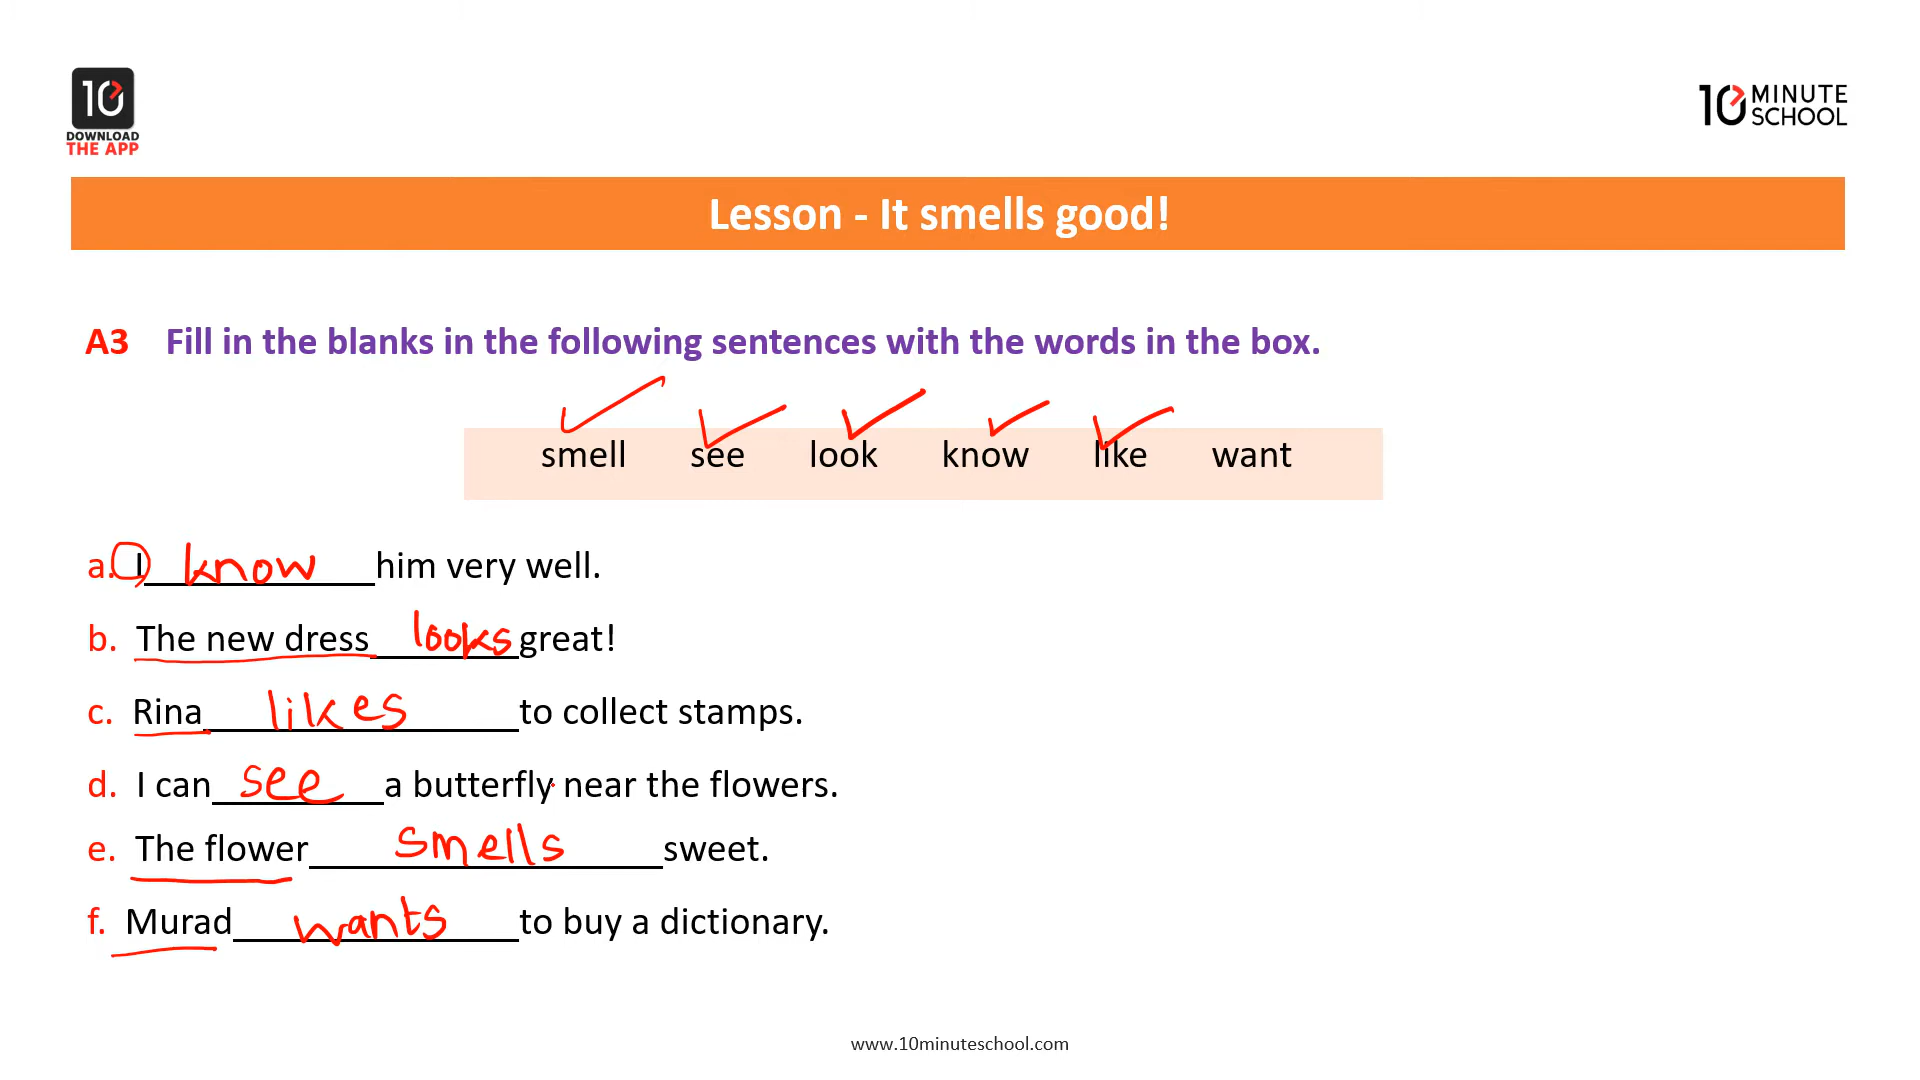 10
DOWNLOAD
THE APP
10 MINUTE
SCHOOL
Lesson - It smells good!
A3 Fill in the blanks in the following sentences with the words in the box.
smell see look know like want
a. I know him very well.
b. The new dress looks great!
c. Rina likes to collect stamps.
d. I can see a butterfly near the flowers.
e. The flower smells sweet.
f. Murad wants to buy a dictionary.
www.10minuteschool.com